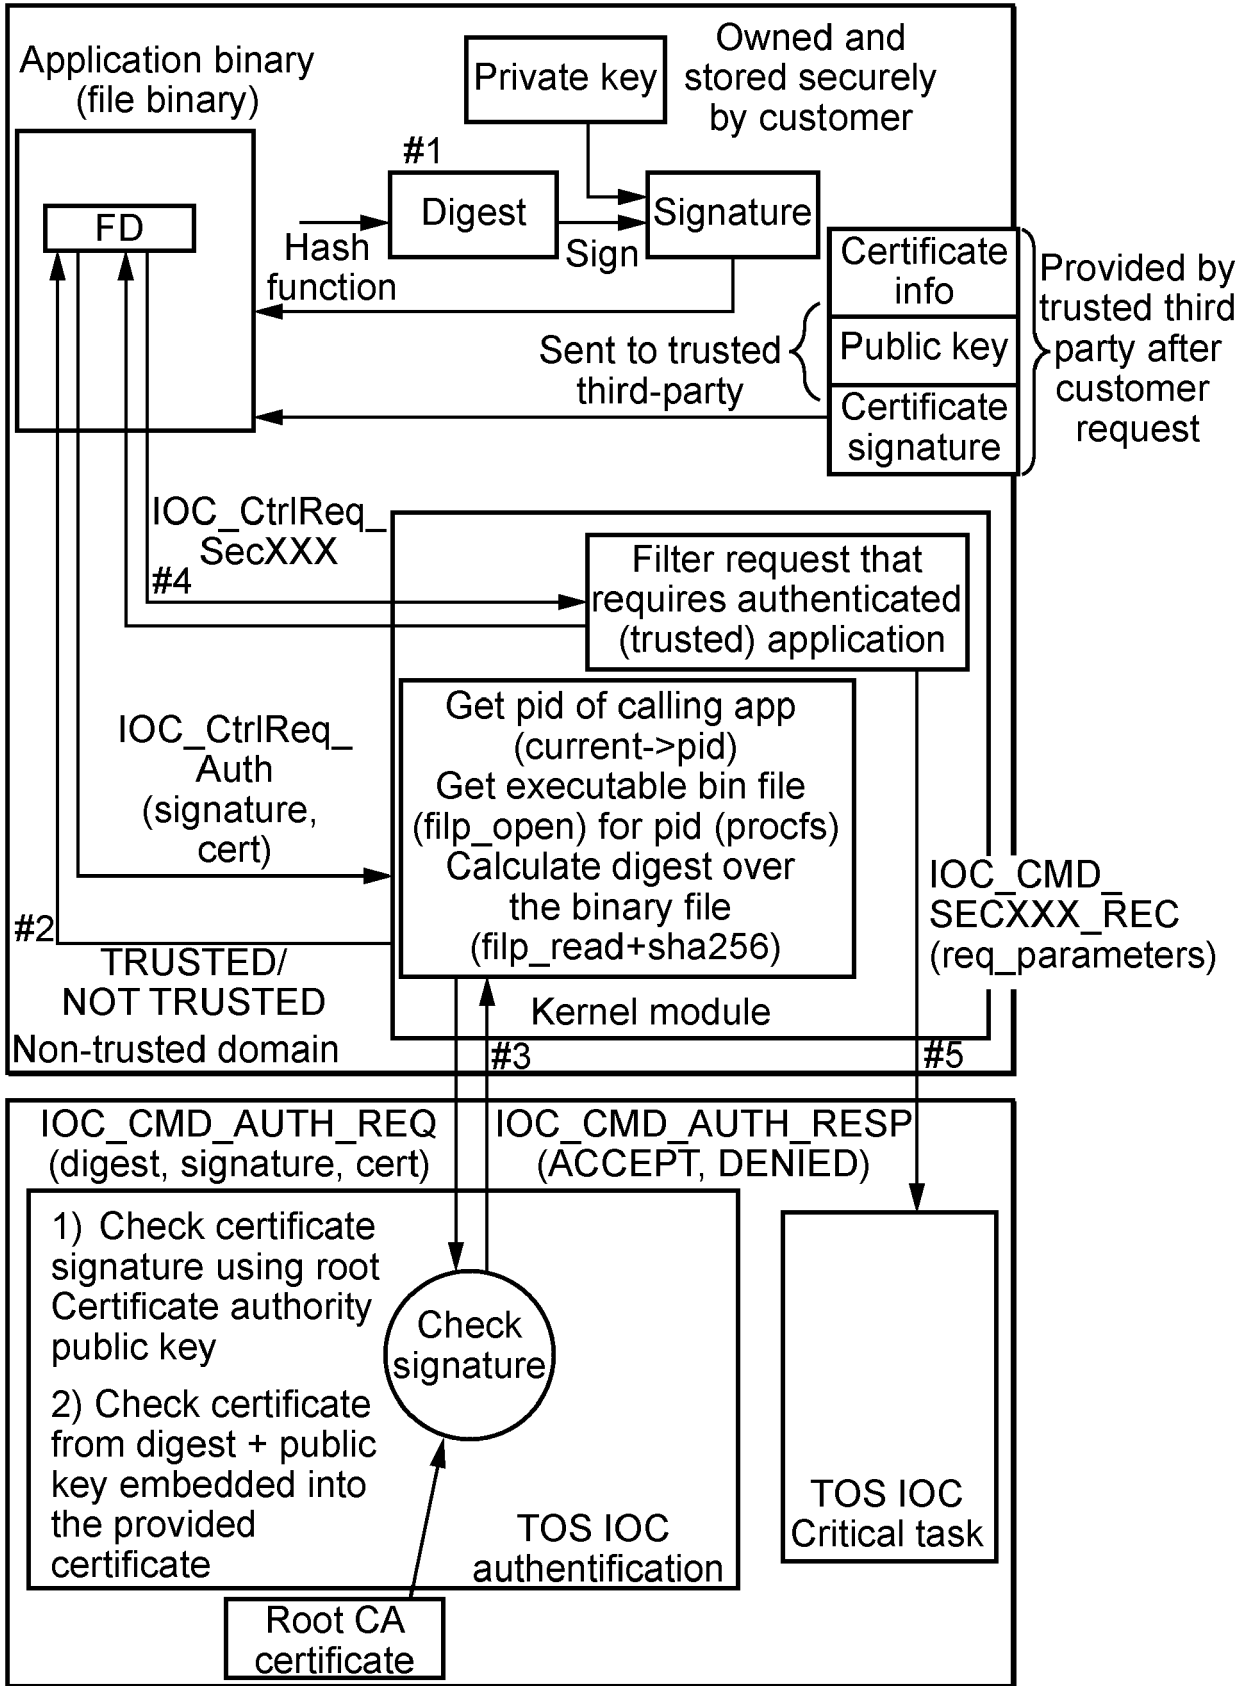 Application binary
(file binary)
Private key
Owned and
stored securely
by customer
#1
FD
Digest
Signature
Hash
function
Sign
Certificate
info
Public key
Certificate
signature
Sent to trusted
third-party
Provided by
trusted third
party after
customer
request
IOC_CtrlReq_
SecXXX
#4
Filter request that
requires authenticated
(trusted) application
IOC_CtrlReq_
Auth
(signature,
cert)
Get pid of calling app
(current->pid)
Get executable bin file
(filp_open) for pid (procfs)
Calculate digest over
the binary file
(filp_read+sha256)
IOC_CMD_
SECXXX_REC
(req_parameters)
#2
TRUSTED/
NOT TRUSTED
Kernel module
Non-trusted domain
#3
#5
IOC_CMD_AUTH_REQ
(digest, signature, cert)
IOC_CMD_AUTH_RESP
(ACCEPT, DENIED)
1) Check certificate
signature using root
Certificate authority
public key
2) Check certificate
from digest + public
key embedded into
the provided
certificate
Check
signature
TOS IOC
authentification
TOS IOC
Critical task
Root CA
certificate